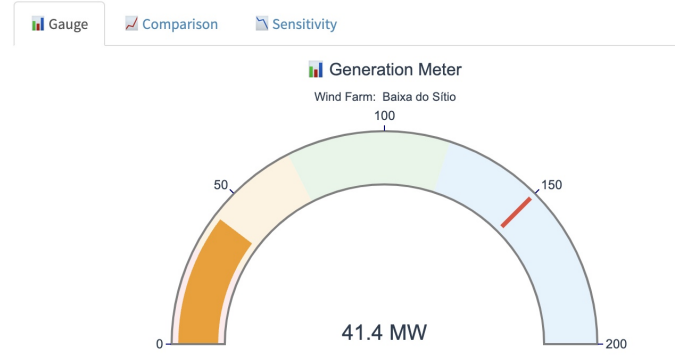 Gauge Comparison Sensitivity
Generation Meter
Wind Farm: Baixa do Sítio
100
50
150
41.4 MW
0
200